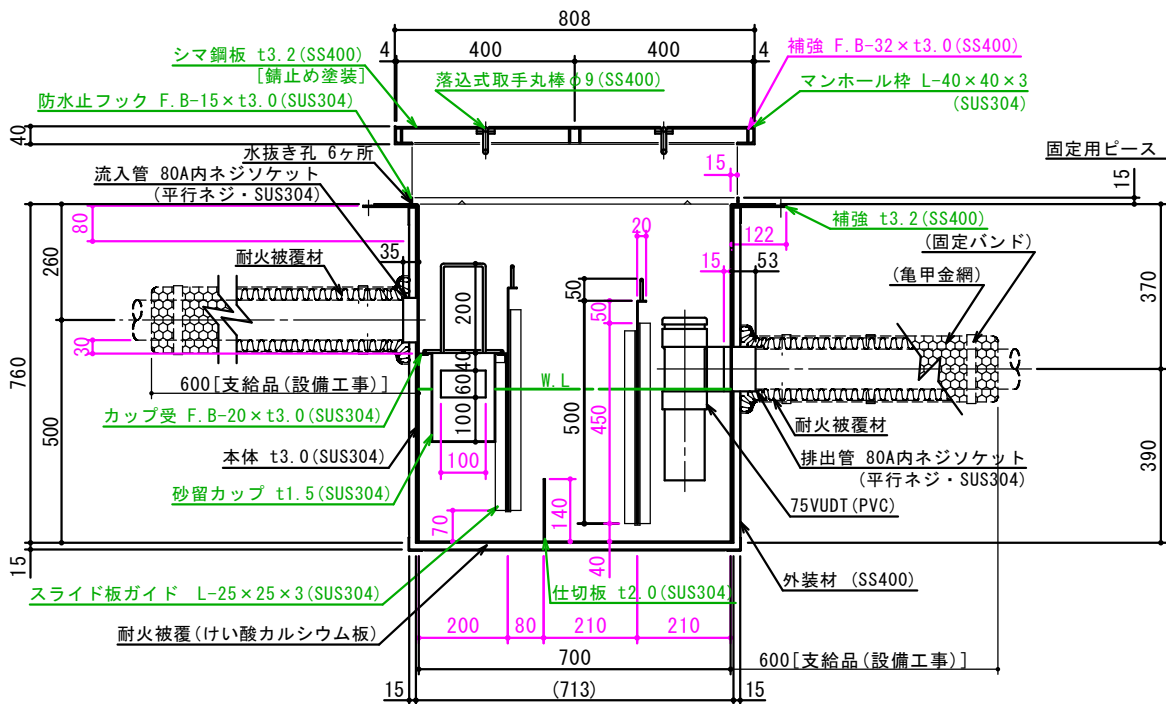 808
4
400
400
4
シマ鋼板 t3.2(SS400)
[錆止め塗装]
落込式取手丸棒φ9(SS400)
補強 F.B-32×t3.0(SS400)
マンホール枠 L-40×40×3
(SUS304)
防水止フック F.B-15×t3.0(SUS304)
40
水抜き孔 6ヶ所
流入管 80A内ネジソケット
(平行ネジ・SUS304)
15
固定用ピース
15
80
260
35
耐火被覆材
20
122
補強 t3.2(SS400)
(固定バンド)
15
53
(亀甲金網)
370
200
50
50
30
760
600[支給品(設備工事)]
40
60
W.L
カップ受 F.B-20×t3.0(SUS304)
100
500
450
500
耐火被覆材
本体 t3.0(SUS304)
100
排出管 80A内ネジソケット
(平行ネジ・SUS304)
390
砂留カップ t1.5(SUS304)
75VUDT(PVC)
70
140
15
40
スライド板ガイド L-25×25×3(SUS304)
仕切板 t2.0(SUS304)
外装材 (SS400)
耐火被覆(けい酸カルシウム板)
200
80
210
210
700
600[支給品(設備工事)]
15
(713)
15